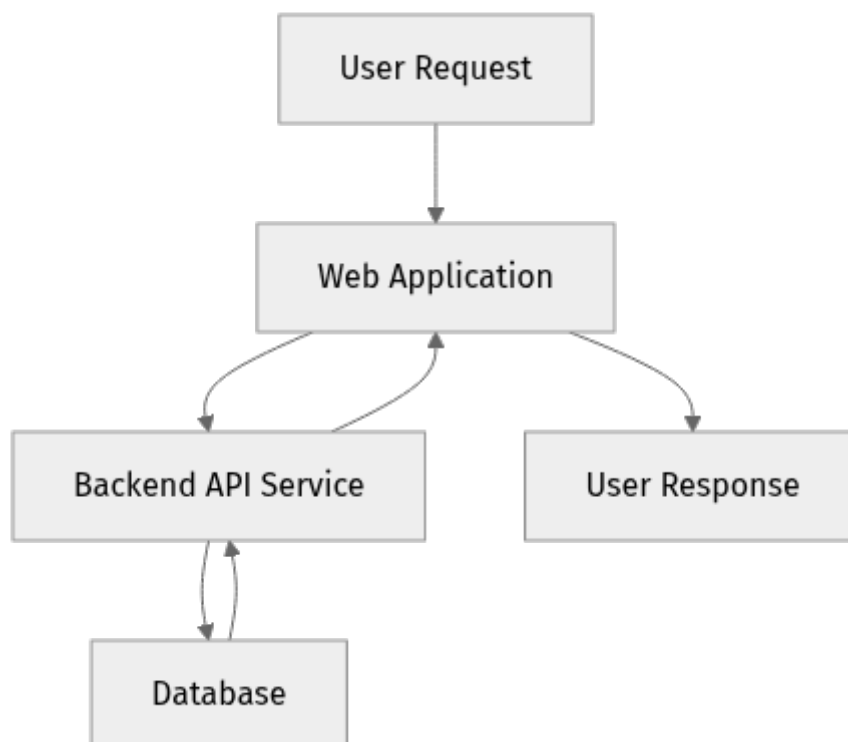 User Request
Web Application
Backend API Service
User Response
Database